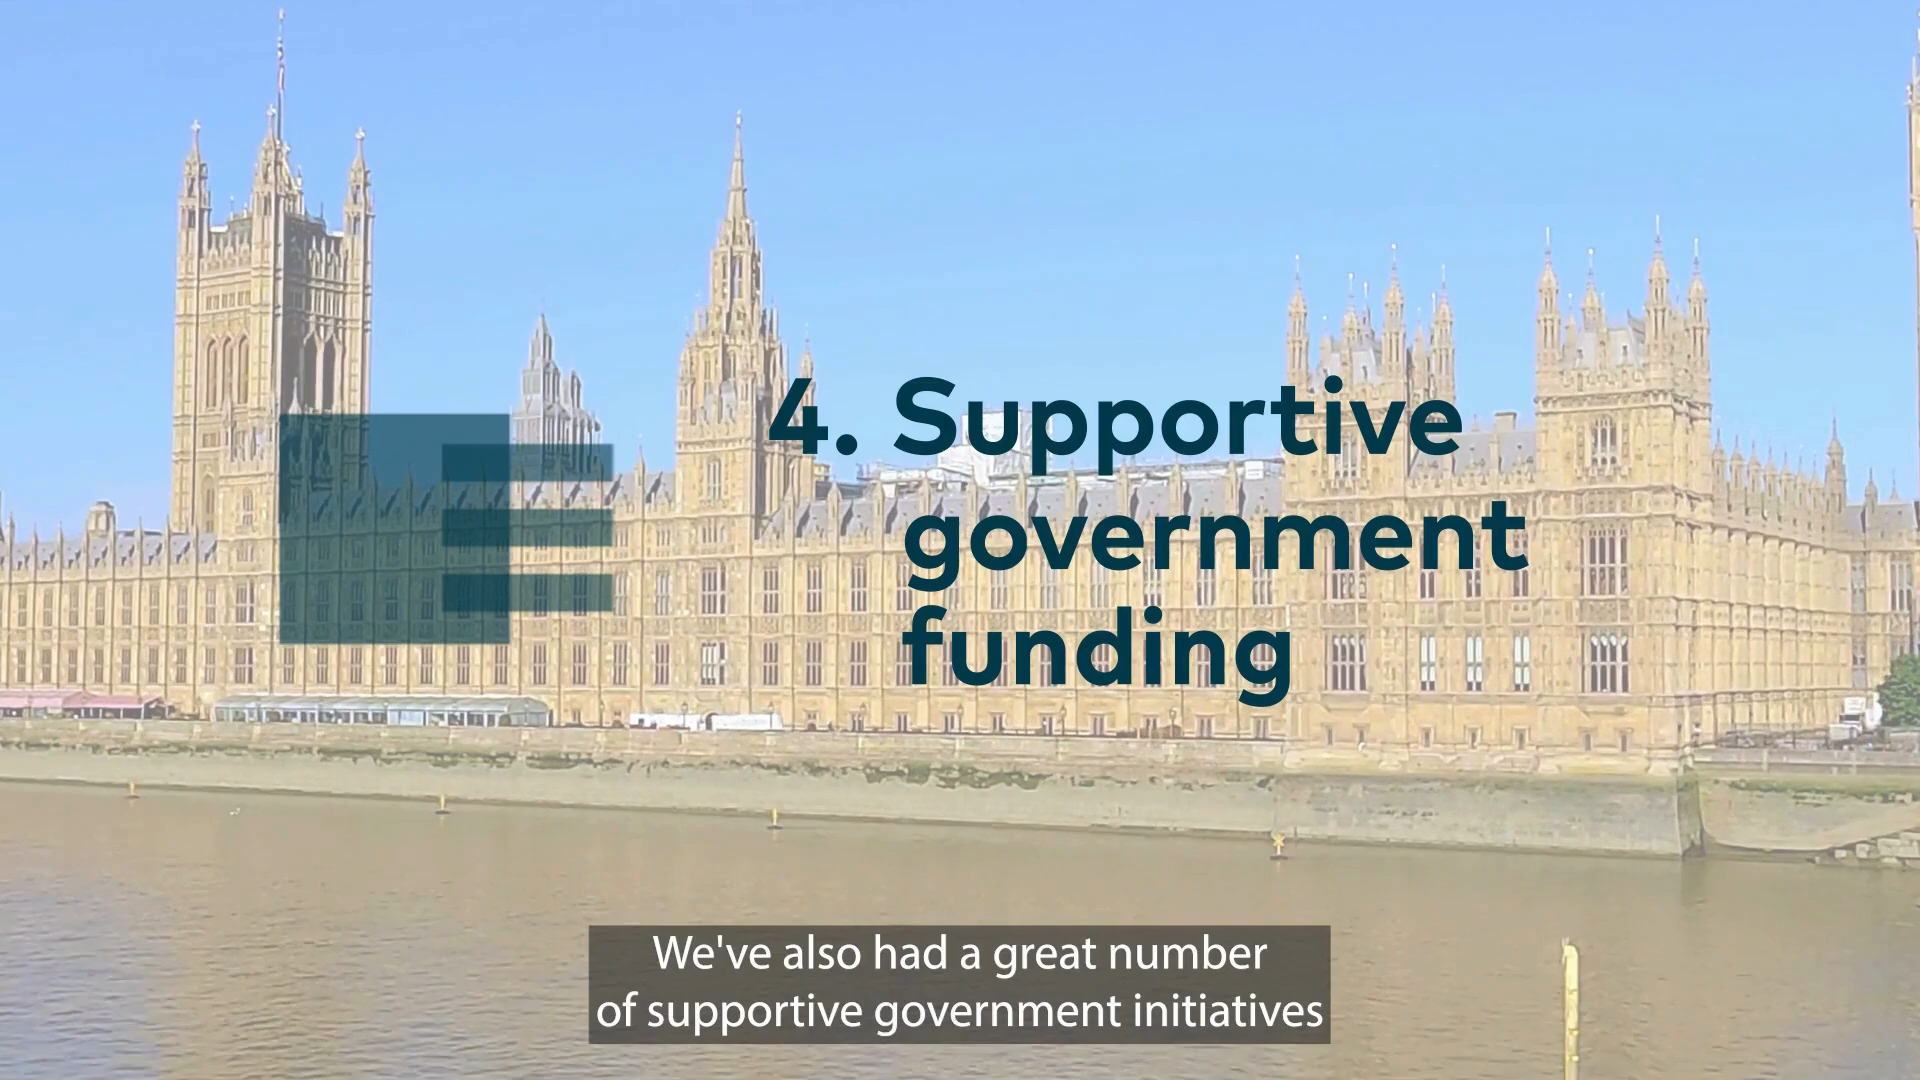 4. Supportive
government
funding
We've also had a great number
of supportive government initiatives